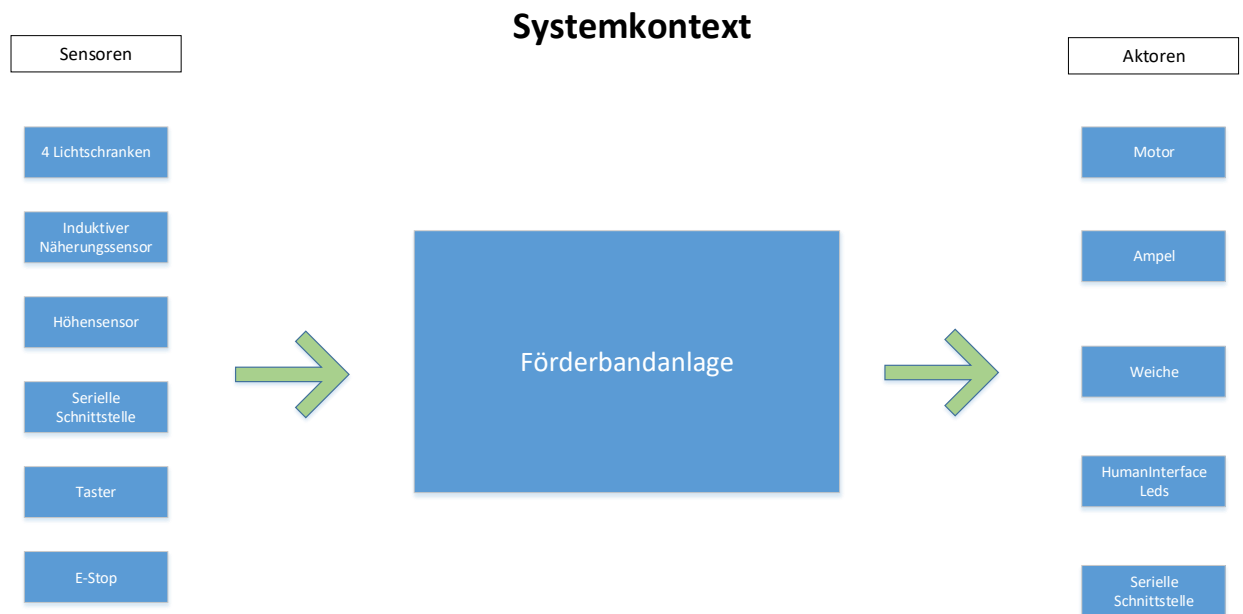 Systemkontext
Sensoren
4 Lichtschranken
Induktiver
Näherungssensor
Höhensensor
Serielle
Schnittstelle
Taster
E-Stop
Förderbandanlage
Aktoren
Motor
Ampel
Weiche
HumanInterface
Leds
Serielle
Schnittstelle